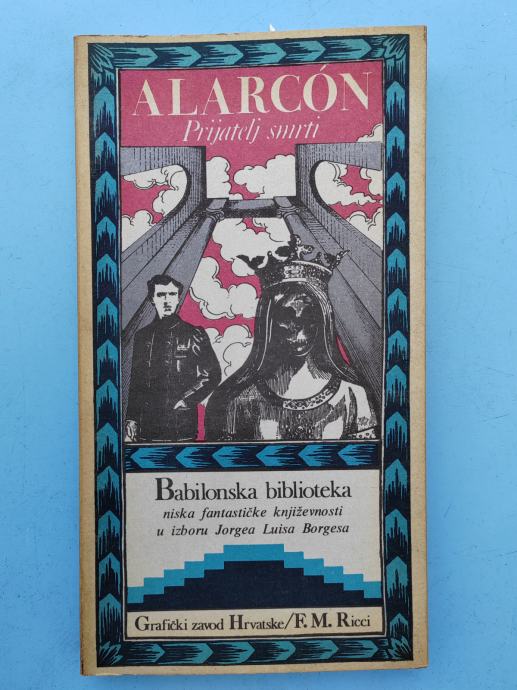 ALARCÓN
Prijatelj smrti
Babilonska biblioteka
niska fantastičke književnosti
u izboru Jorgea Luisa Borgesa
Grafički zavod Hrvatske/F. M. Ricci